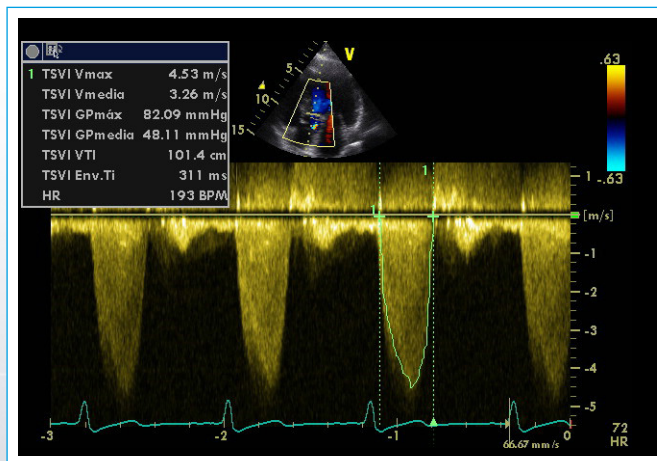 1 TSVI Vmax 4.53 m/s
TSVI Vmedia 3.26 m/s
TSVI GPmáx 82.09 mmHg
TSVI GPmedia 48.11 mmHg
TSVI VTI 101.4 cm
TSVI Env.Ti 311 ms
HR 193 BPM
V
5
10
15
.63
-.63
1
1
1
[m/s]
-1
-2
-3
-4
-5
-3
-1
0
66.67 mm/s
72
HR